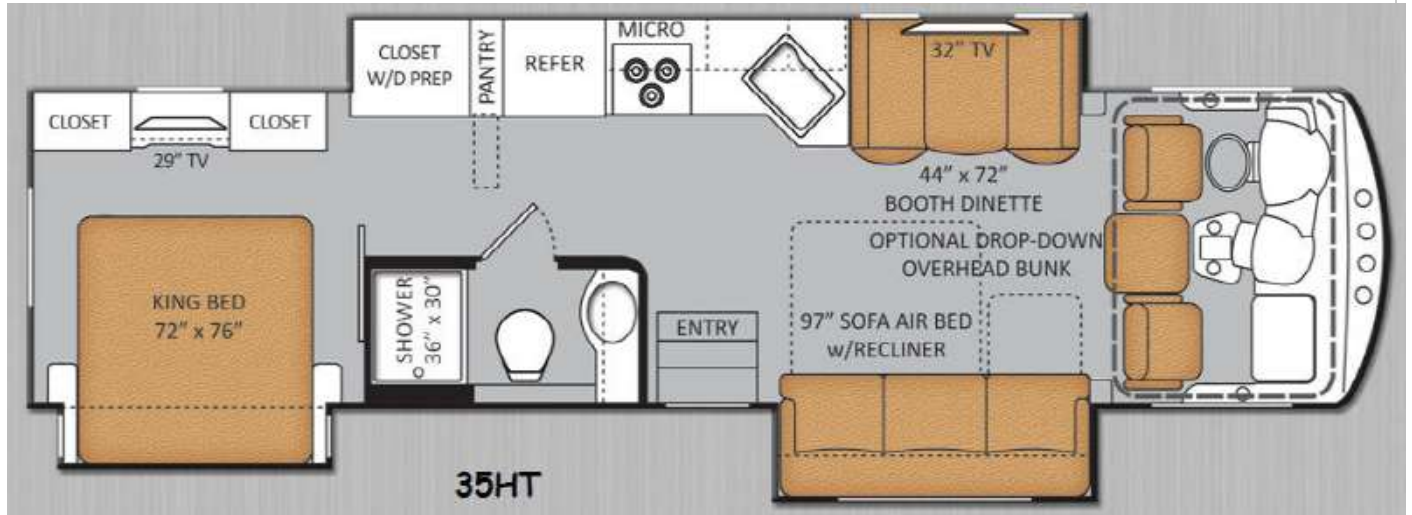 CLOSET
W/D PREP
PANTRY
REFER
MICRO
32" TV
CLOSET
CLOSET
29" TV
44" x 72"
BOOTH DINETTE
OPTIONAL DROP-DOWN
OVERHEAD BUNK
KING BED
72" x 76"
SHOWER
36" x 30"
ENTRY
97" SOFA AIR BED
w/RECLINER
35HT